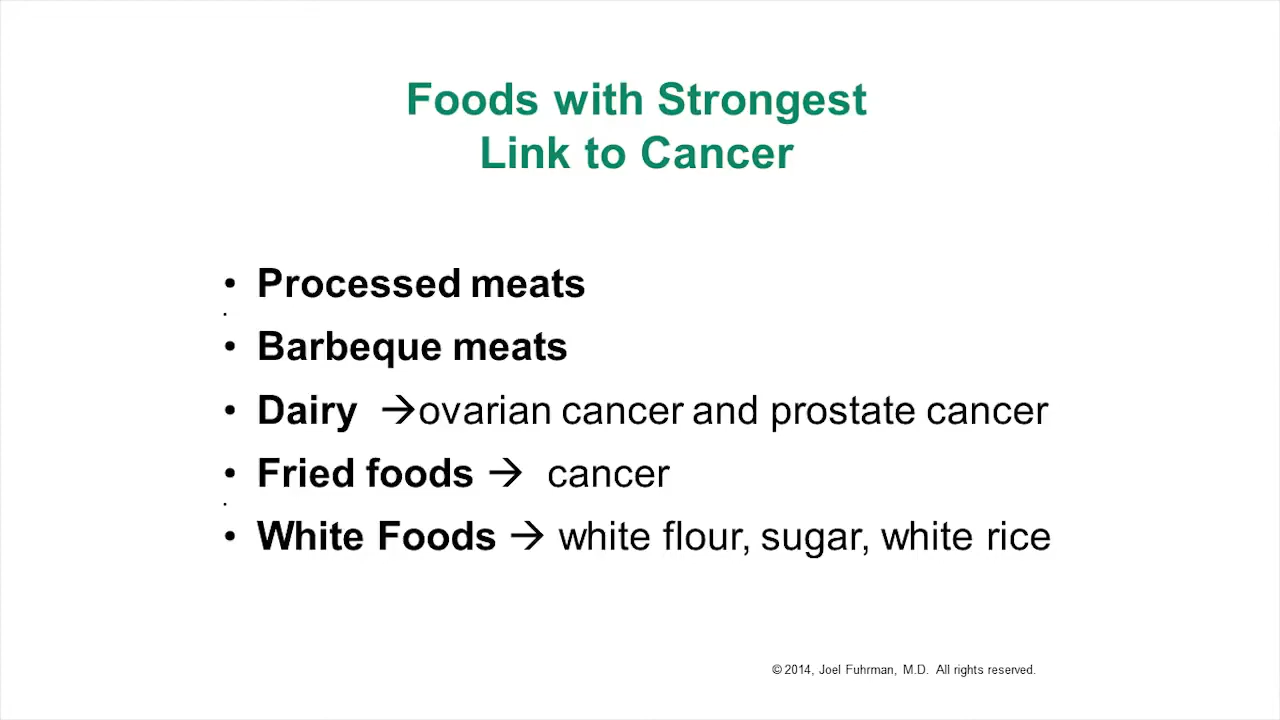 Foods with Strongest
Link to Cancer
• Processed meats
• Barbeque meats
• Dairy →ovarian cancer and prostate cancer
• Fried foods → cancer
• White Foods → white flour, sugar, white rice
© 2014, Joel Fuhrman, M.D. All rights reserved.